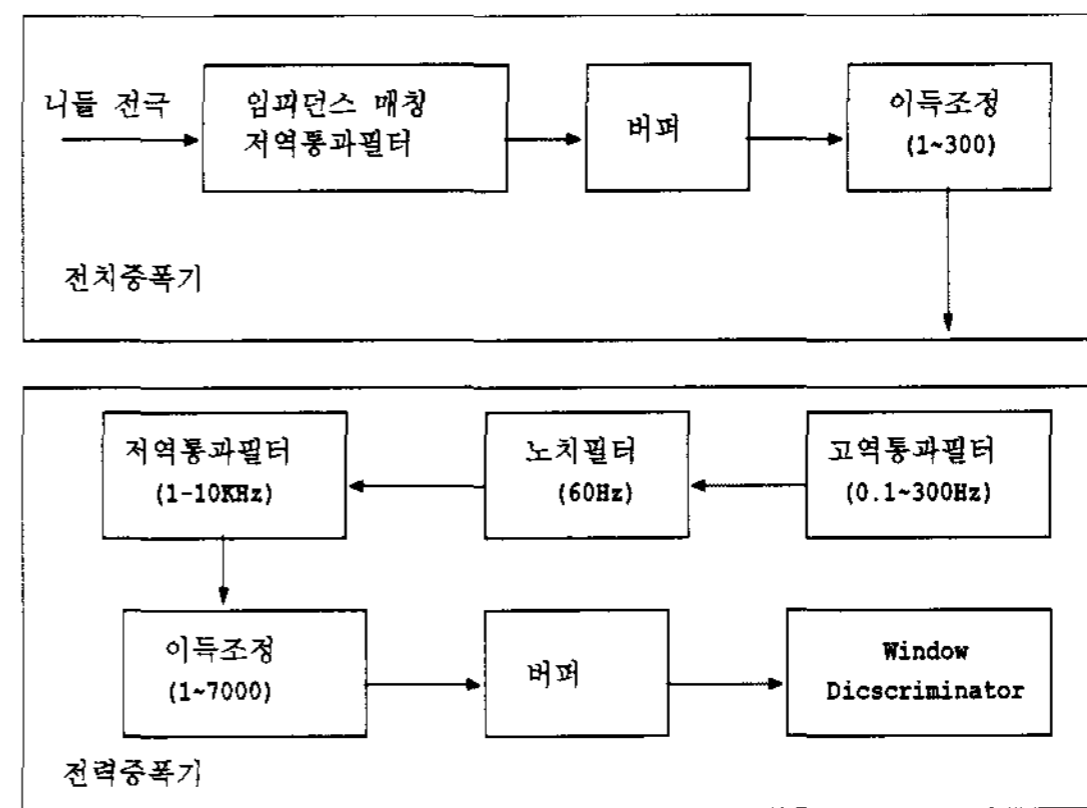 니들 전극
임피던스 매칭
저역통과필터
버퍼
이득조정
(1~300)
전치증폭기
저역통과필터
(1-10KHz)
노치필터
(60Hz)
고역통과필터
(0.1~300Hz)
이득조정
(1~7000)
버퍼
Window
Dicscriminator
전력증폭기